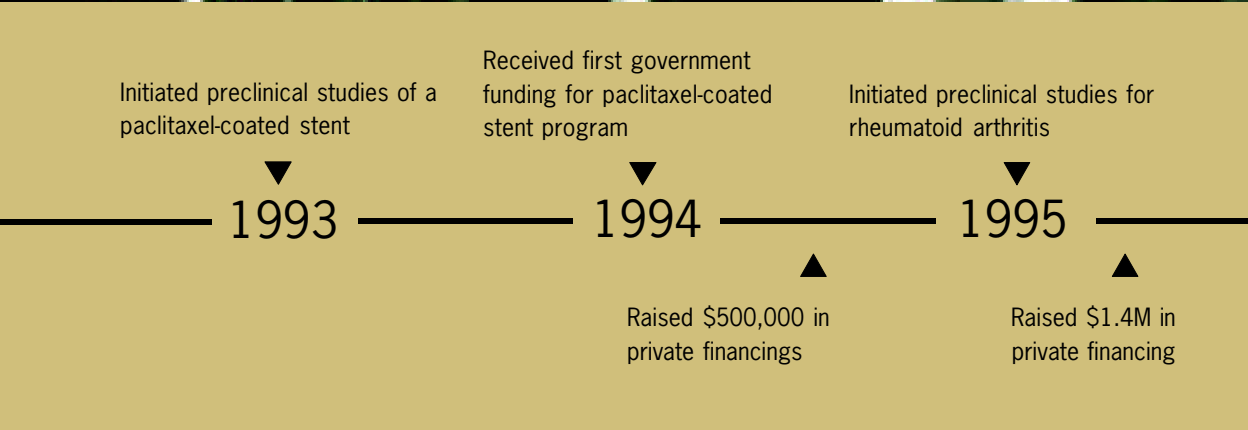 Initiated preclinical studies of a
paclitaxel-coated stent
Received first government
funding for paclitaxel-coated
stent program
Initiated preclinical studies for
rheumatoid arthritis
1993
1994
1995
Raised $500,000 in
private financings
Raised $1.4M in
private financing